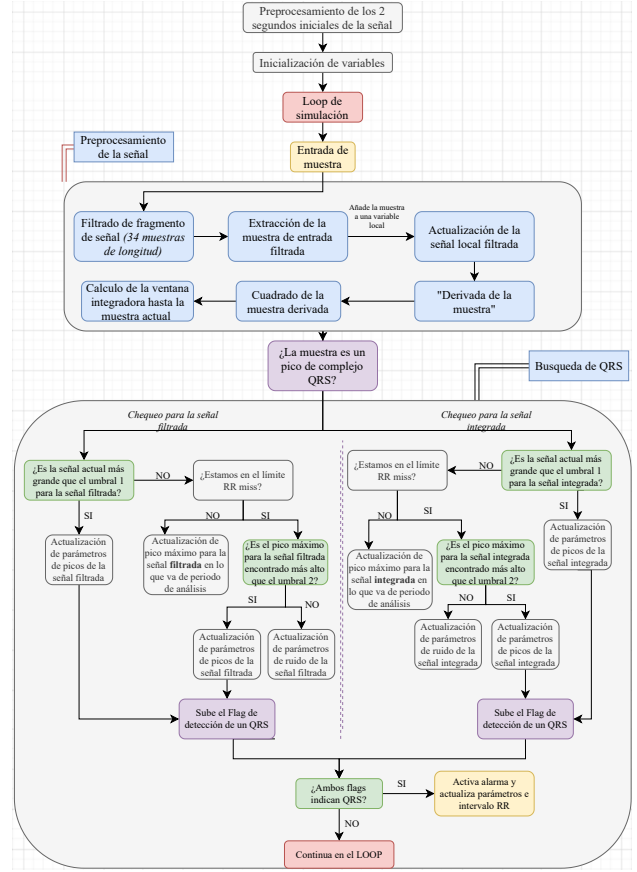 Preprocesamiento de los 2
segundos iniciales de la señal
Inicialización de variables
Loop de
simulación
Preprocesamiento
de la señal
Entrada de
muestra
Filtrado de fragmento
de señal (34 muestras
de longitud)
Extracción de la
muestra de entrada
filtrada
Añade la muestra
a una variable
local
Actualización de la
señal local filtrada
Calculo de la ventana
integradora hasta la
muestra actual
Cuadrado de la
muestra derivada
"Derivada de la
muestra"
¿La muestra es un
pico de complejo
QRS?
Busqueda de QRS
Chequeo para la señal
filtrada
Chequeo para la señal
integrada
¿Es la señal actual más
grande que el umbral 1
para la señal filtrada?
NO
¿Estamos en el límite
RR miss?
¿Estamos en el límite
RR miss?
NO
¿Es la señal actual más
grande que el umbral 1
para la señal integrada?
SI
NO
SI
NO
SI
SI
Actualización
de parámetros
de picos de la
señal filtrada
Actualización de
pico máximo para la
señal filtrada en lo
que va de periodo
de análisis
¿Es el pico máximo
para la señal filtrada
encontrado más alto
que el umbral 2?
Actualización de
pico máximo para la
señal integrada en
lo que va de periodo
de análisis
¿Es el pico máximo
para la señal integrada
encontrado más alto
que el umbral 2?
Actualización
de parámetros
de picos de la
señal integrada
SI
NO
NO
SI
Actualización
de parámetros
de picos de la
señal filtrada
Actualización
de parámetros
de ruido de la
señal filtrada
Actualización
de parámetros
de ruido de la
señal integrada
Actualización
de parámetros
de picos de la
señal integrada
Sube el Flag de
detección de un QRS
Sube el Flag de
detección de un QRS
¿Ambos flags
indican QRS?
SI
Activa alarma y
actualiza parámetros e
intervalo RR
NO
Continua en el LOOP